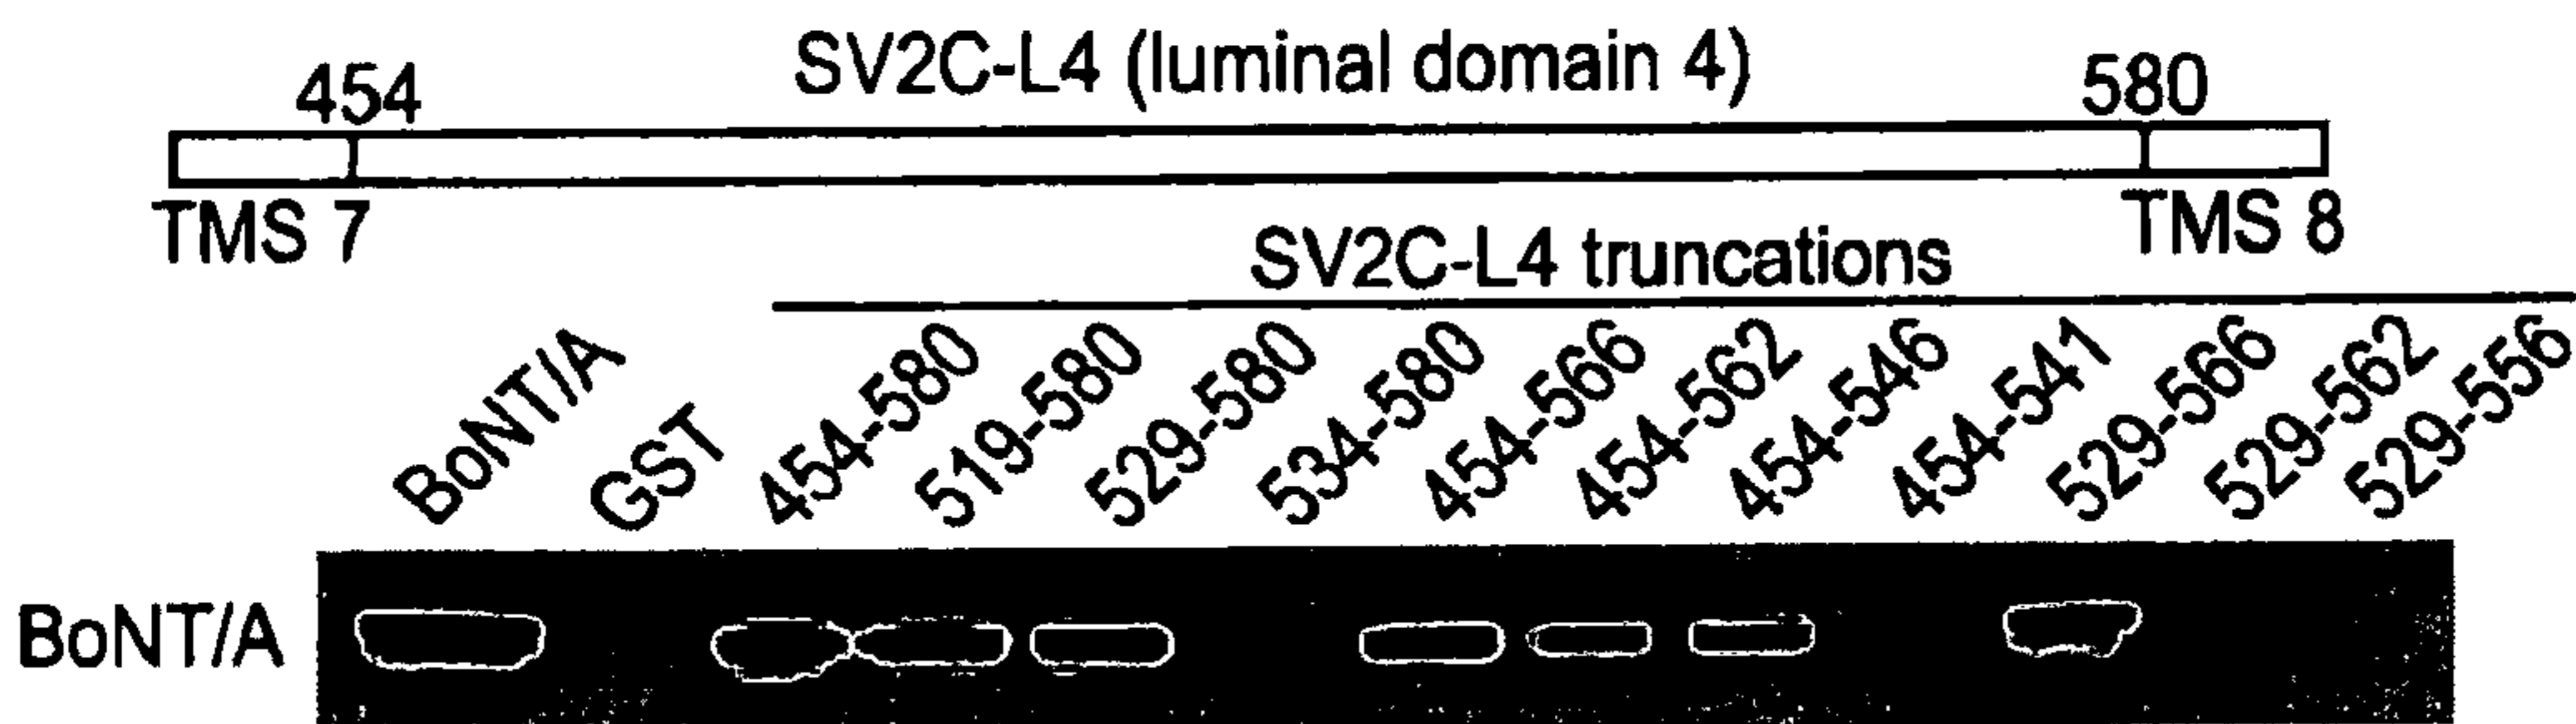 SV2C-L4 (luminal domain 4)
454
580
TMS 7
TMS 8
SV2C-L4 truncations
BoNT/A
GST
454-580
519-580
529-580
534-580
454-566
454-562
454-546
454-541
529-566
529-562
529-556
BoNT/A